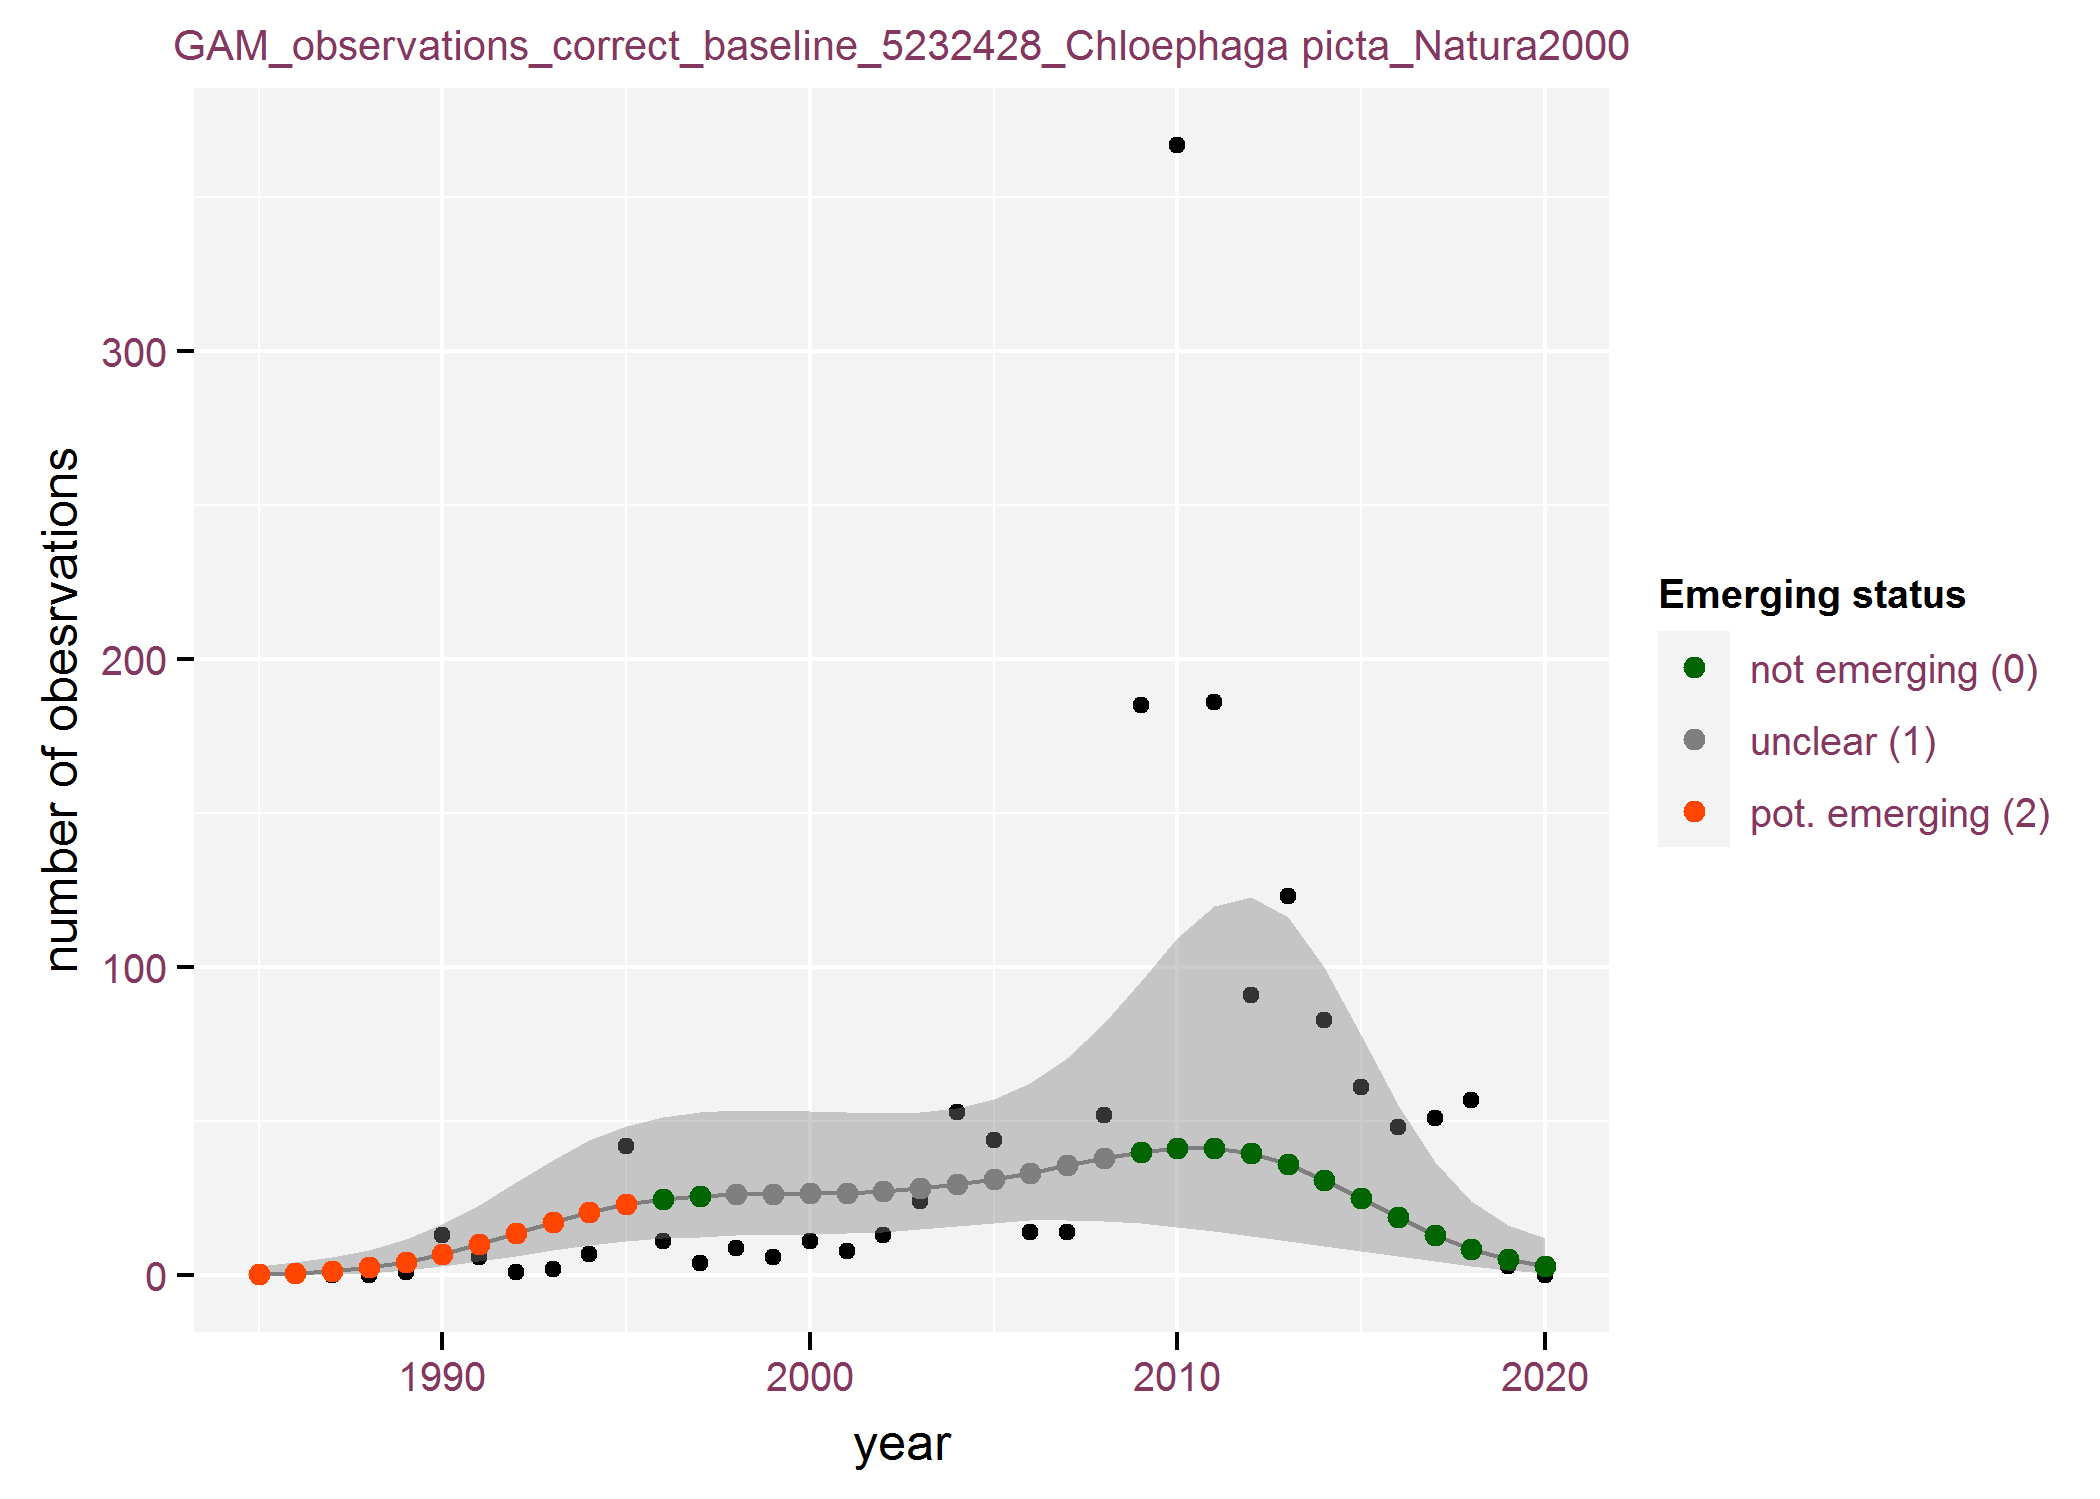 GAM_observations_correct_baseline_5232428_Chloephaga picta_Natura2000
number of obesrvations
300
200
100
0
1990
2000
2010
2020
year
Emerging status
not emerging (0)
unclear (1)
pot. emerging (2)